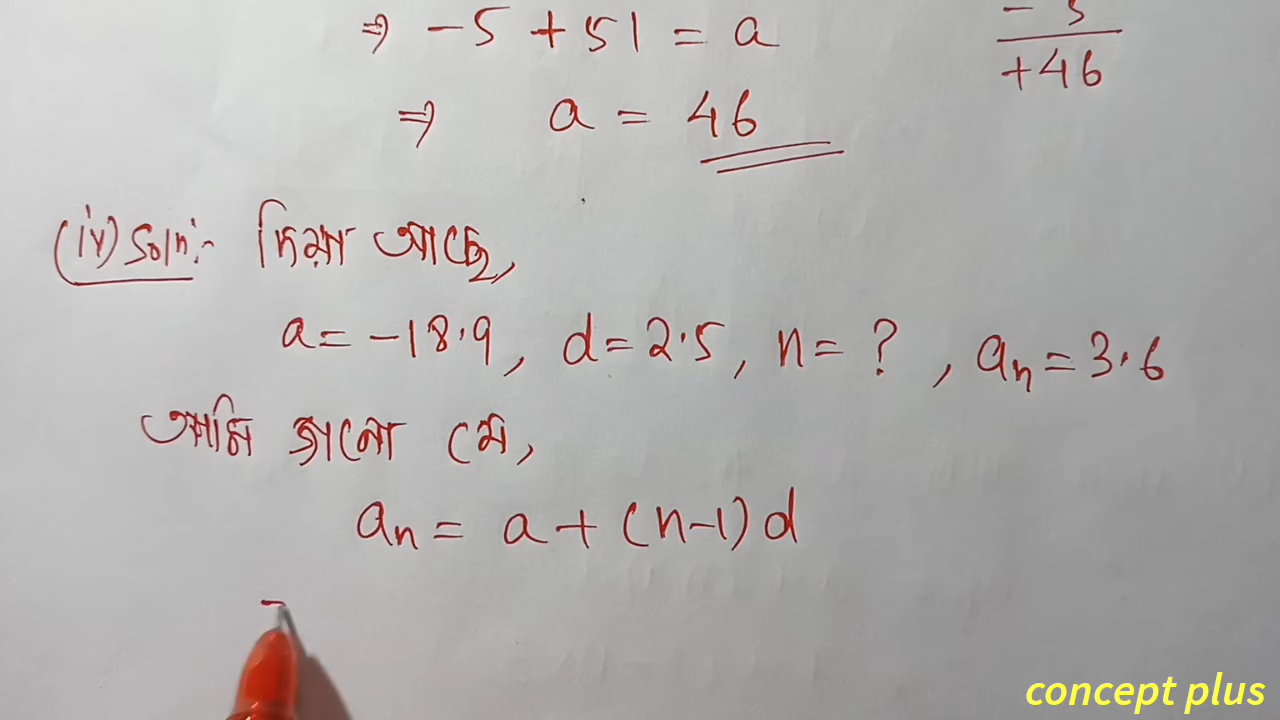 ⇒ -5 + 51 = a
- 5
+46
⇒ a = 46
(iv) Soln:- দিয়া আছে,
a = -18.9, d = 2.5, n = ?, aₙ = 3.6
আমি জানো যে,
aₙ = a + (n-1)d
concept plus